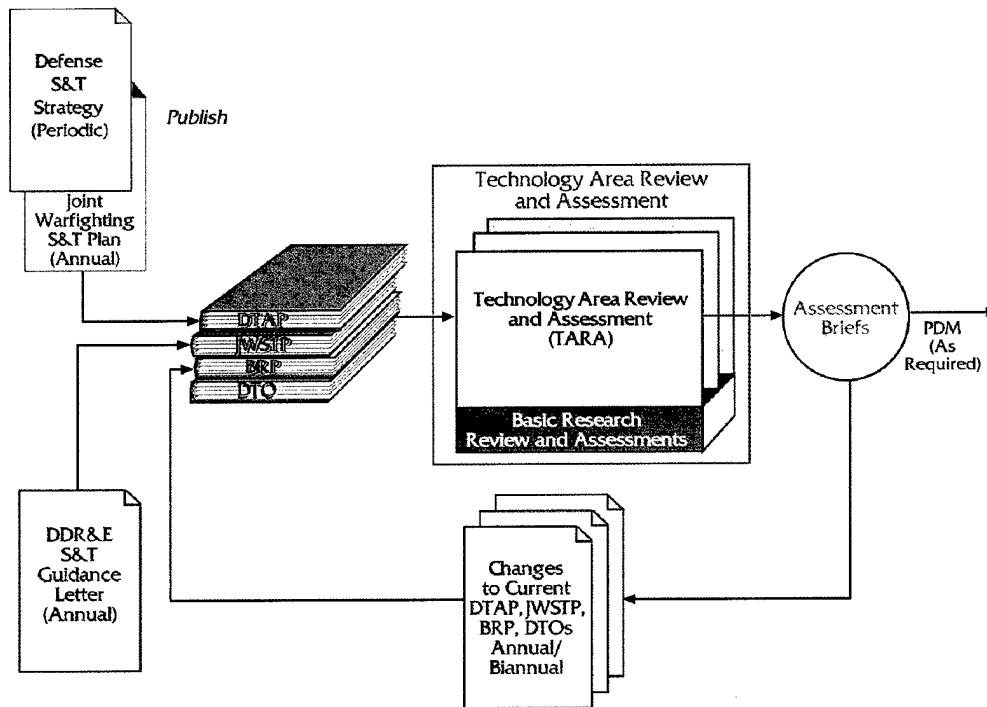 Defense
S&T
Strategy
(Periodic)
Publish
Joint
Warfighting
S&T Plan
(Annual)
DTAP
JWSTP
BRP
DTO
Technology Area Review
and Assessment
Technology Area Review
and Assessment
(TARA)
Basic Research
Review and Assessments
Assessment
Briefs
PDM
(As
Required)
DDR&E
S&T
Guidance
Letter
(Annual)
Changes
to Current
DTAP, JWSTP,
BRP, DTOs
Annual/
Biannual